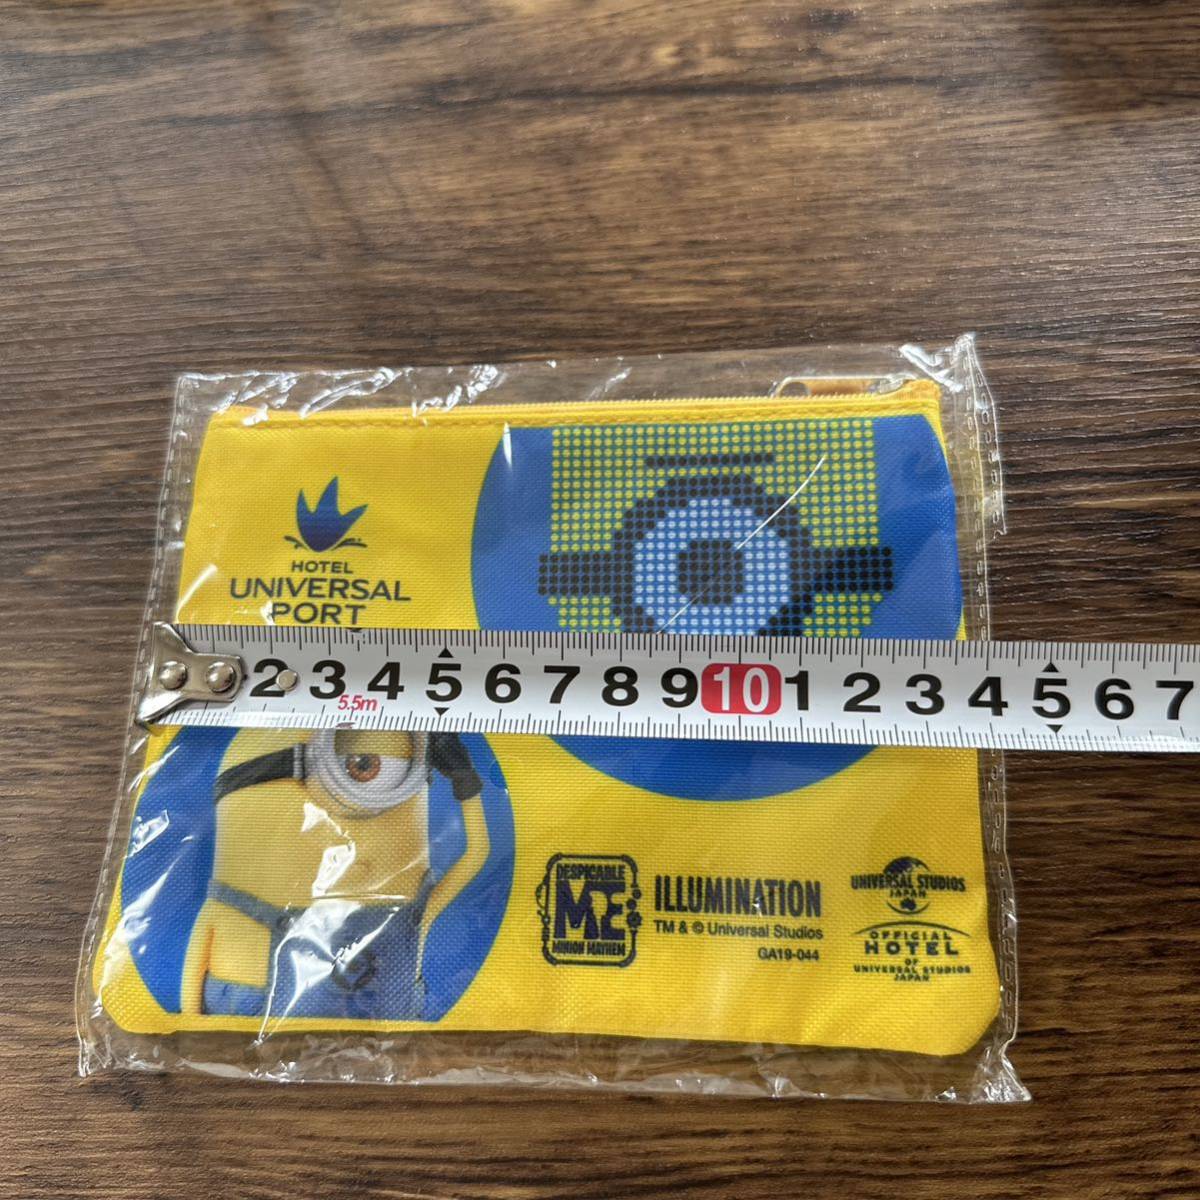 HOTEL
UNIVERSAL
PORT
2 3 4 5 6 7 8 9 10 1 2 3 4 5 6 7
5.5m
DESPICABLE
ME
MINION MAYHEM
ILLUMINATION
TM & © Universal Studios
GA19-044
UNIVERSAL STUDIOS
JAPAN
OFFICIAL
HOTEL
OF
UNIVERSAL STUDIOS
JAPAN